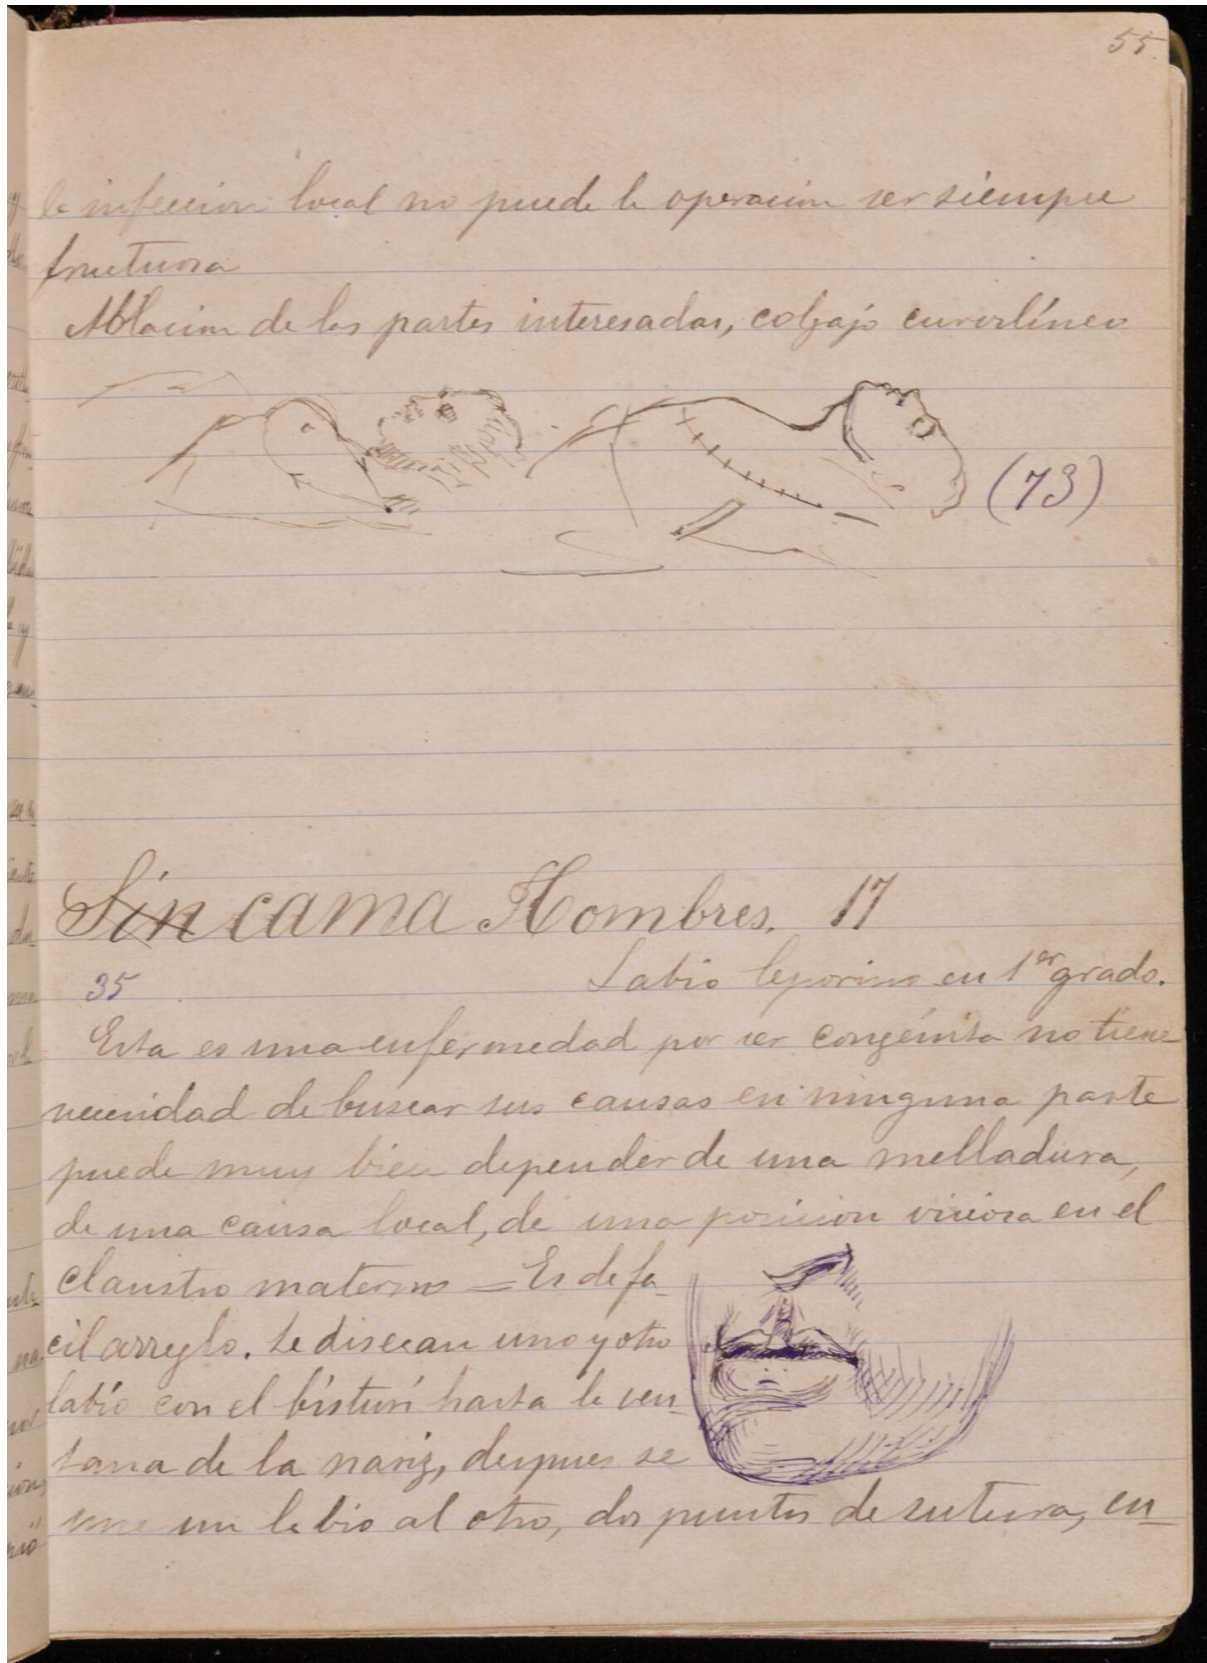 55.
la infeccion local no puede la operacion ser siempre
fructuosa
Ablacion de las partes interesadas, colgajo curvilíneo
(73)
Sin cama Hombres. 17
35
Labio leporino en 1er grado.
Esta es una enfermedad por ser congénita no tiene
necesidad de buscar sus causas en ninguna parte
puede muy bien depender de una melladura,
de una causa local, de una posicion viciosa en el
claustro materno = Es de fa
cil arreglo. Se disecan uno y otro
labio con el bisturí hasta la ven_
tana de la nariz, despues se
une un labio al otro, dos puntos de sutura, en_